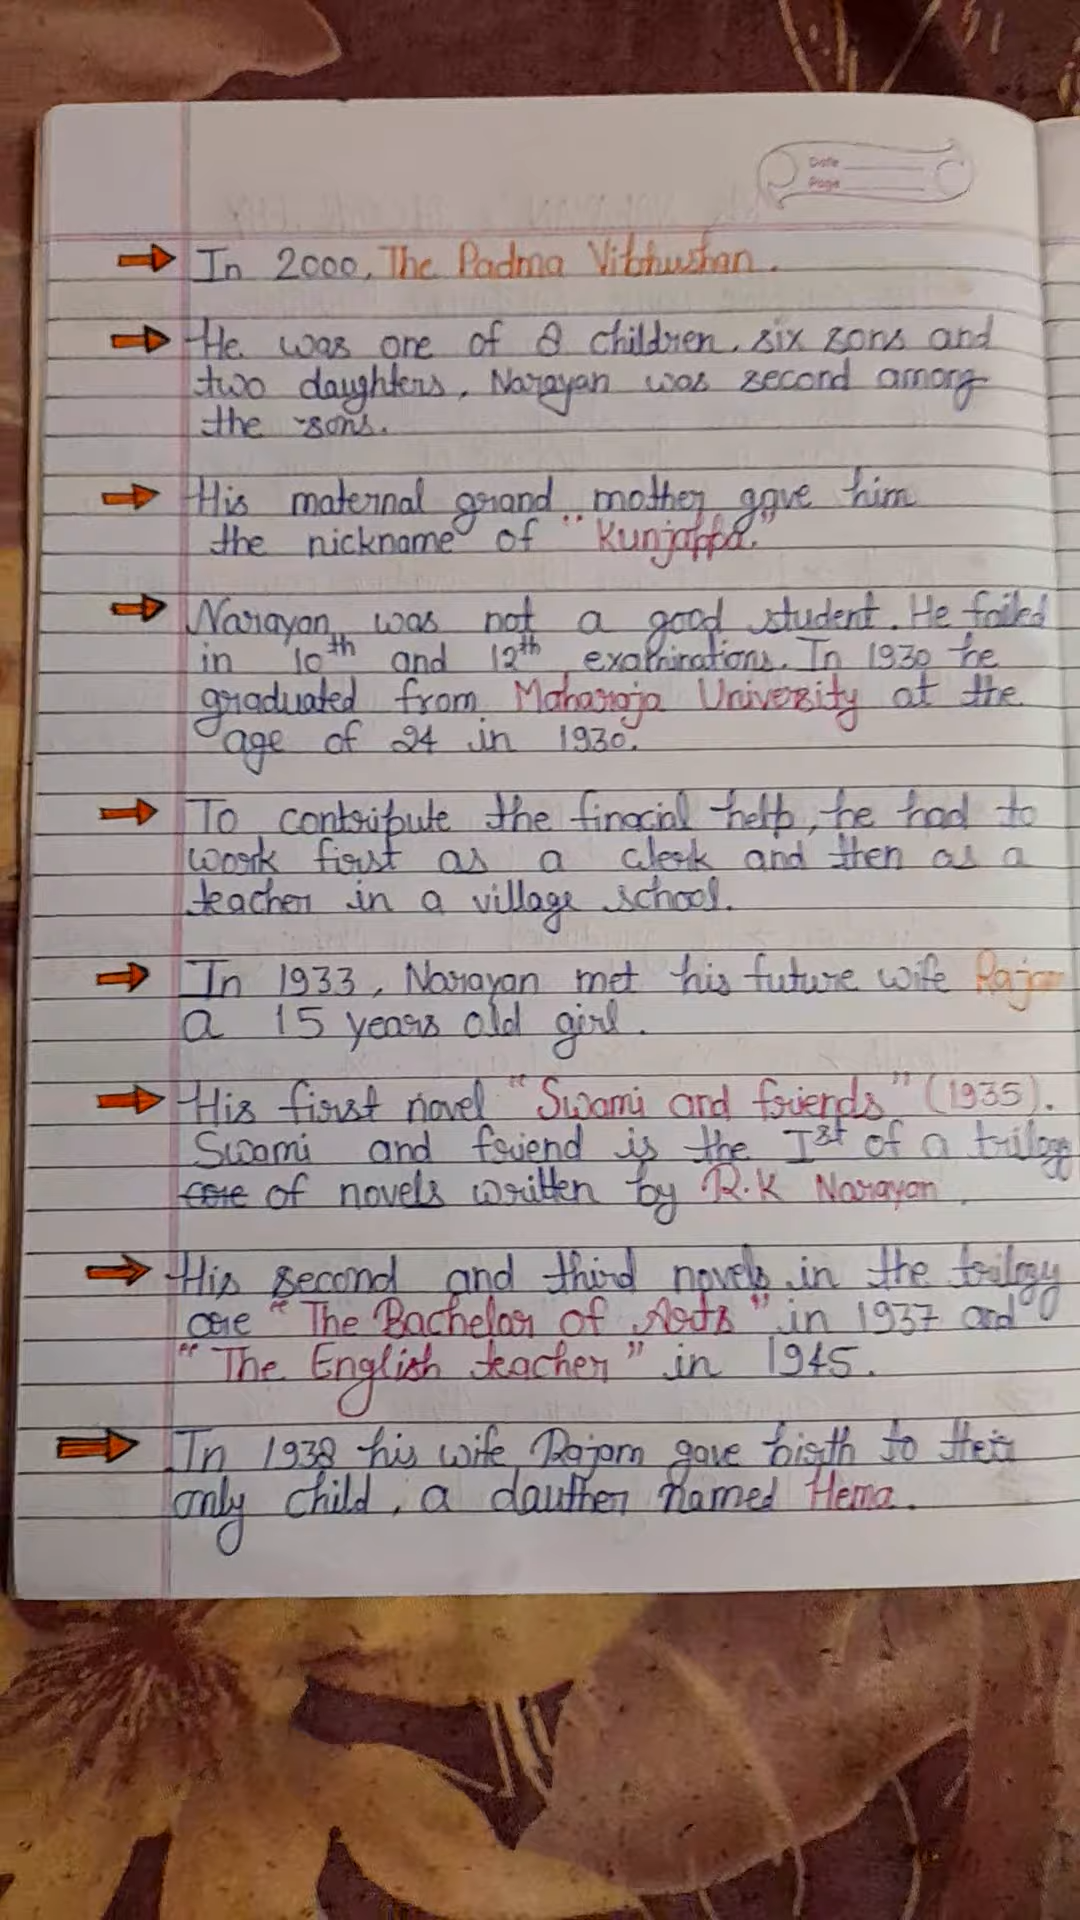 Date
Page
In 2000, The Padma Vibhushan.
He was one of 8 children, six sons and
two daughters, Narayan was second among
the sons.
His maternal grand mother gave him
the nickname of "Kunjappa."
Narayan was not a good student. He failed
in 10th and 12th examinations. In 1930 he
graduated from Maharaja University at the
age of 24 in 1930.
To contribute the finacial help, he had to
work first as a clerk and then as a
teacher in a village school.
In 1933, Narayan met his future wife Rajam
a 15 years old girl.
His first novel "Swami and friends" (1935).
Swami and friend is the Ist of a trilogy
of novels written by R.K Narayan.
His second and third novels in the trilogy
are "The Bachelor of Arts" in 1937 and
"The English teacher" in 1945.
In 1938 his wife Rajam gave birth to their
only child, a dauther named Hema.